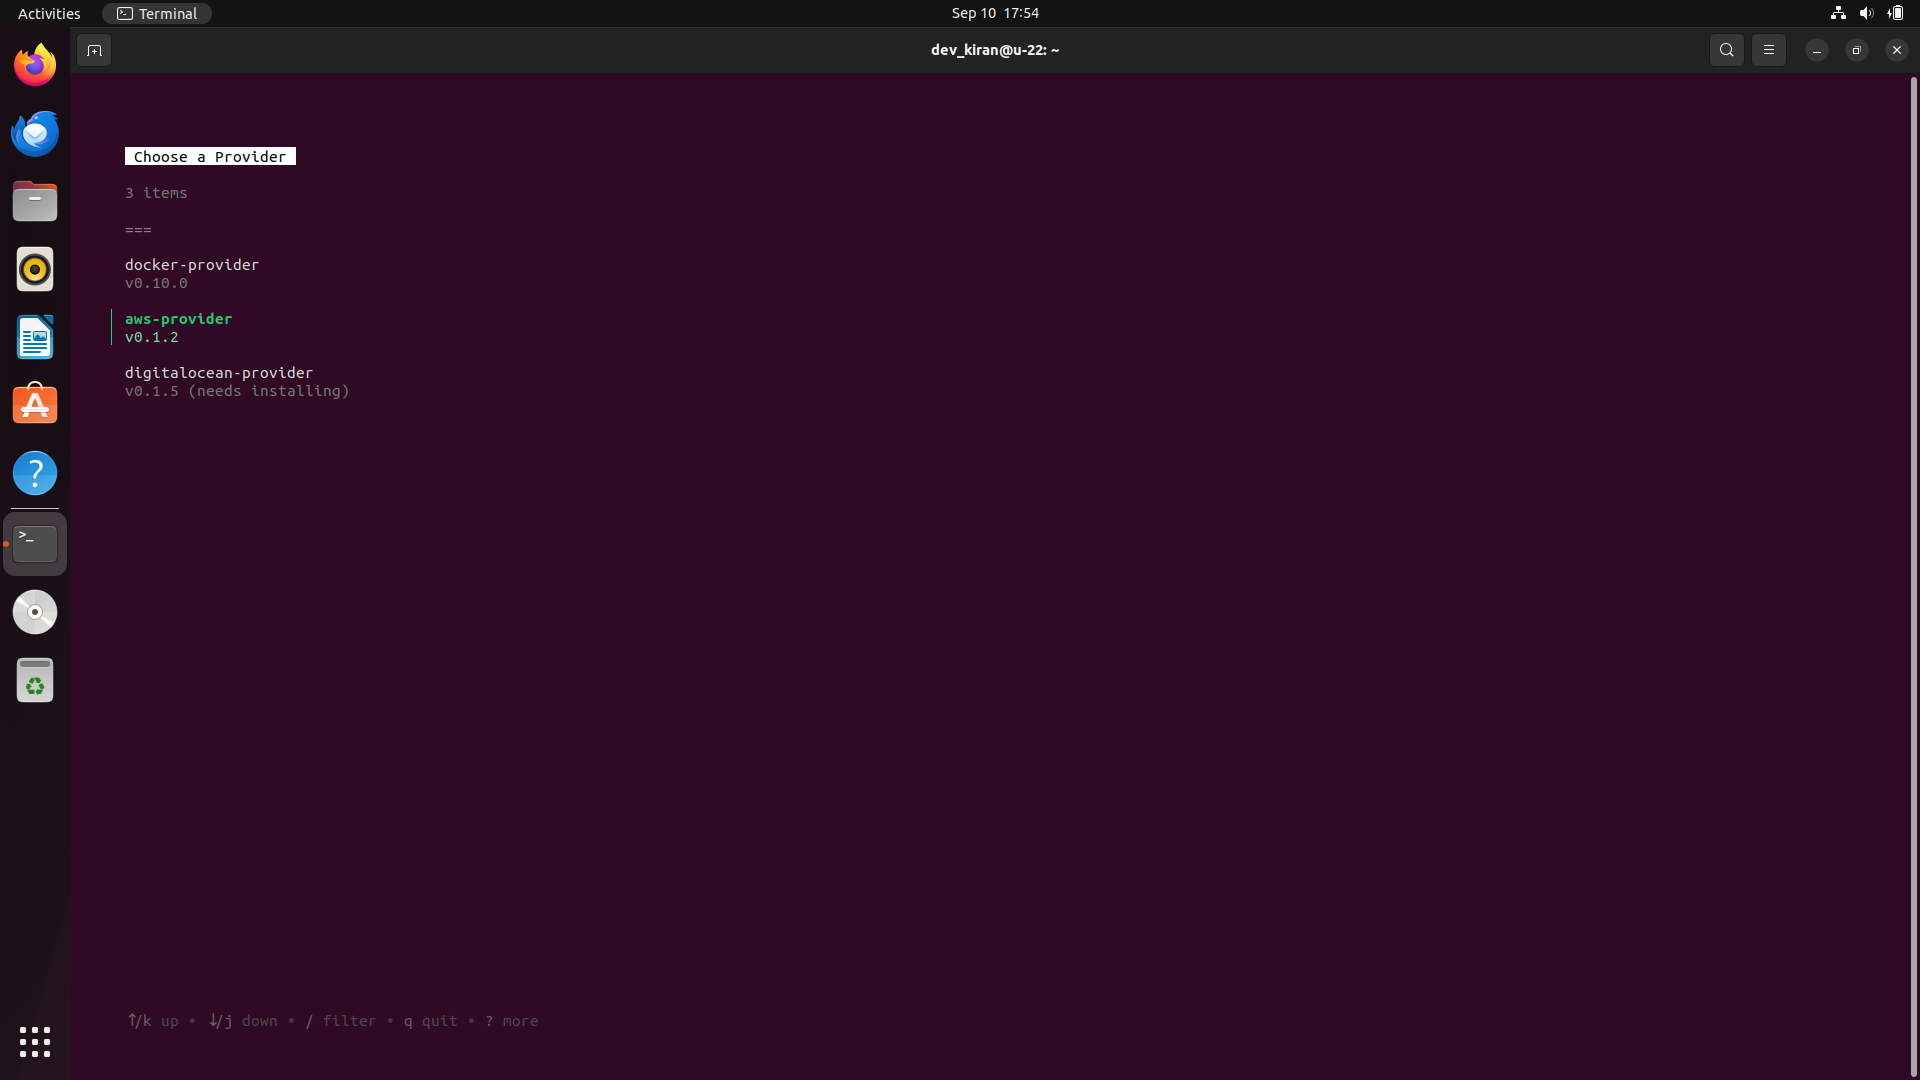 Activities
Terminal
Sep 10 17:54
dev_kiran@u-22: ~
Choose a Provider
3 items
===
docker-provider
v0.10.0
aws-provider
v0.1.2
digitalocean-provider
v0.1.5 (needs installing)
↑/k up • ↓/j down • / filter • q quit • ? more